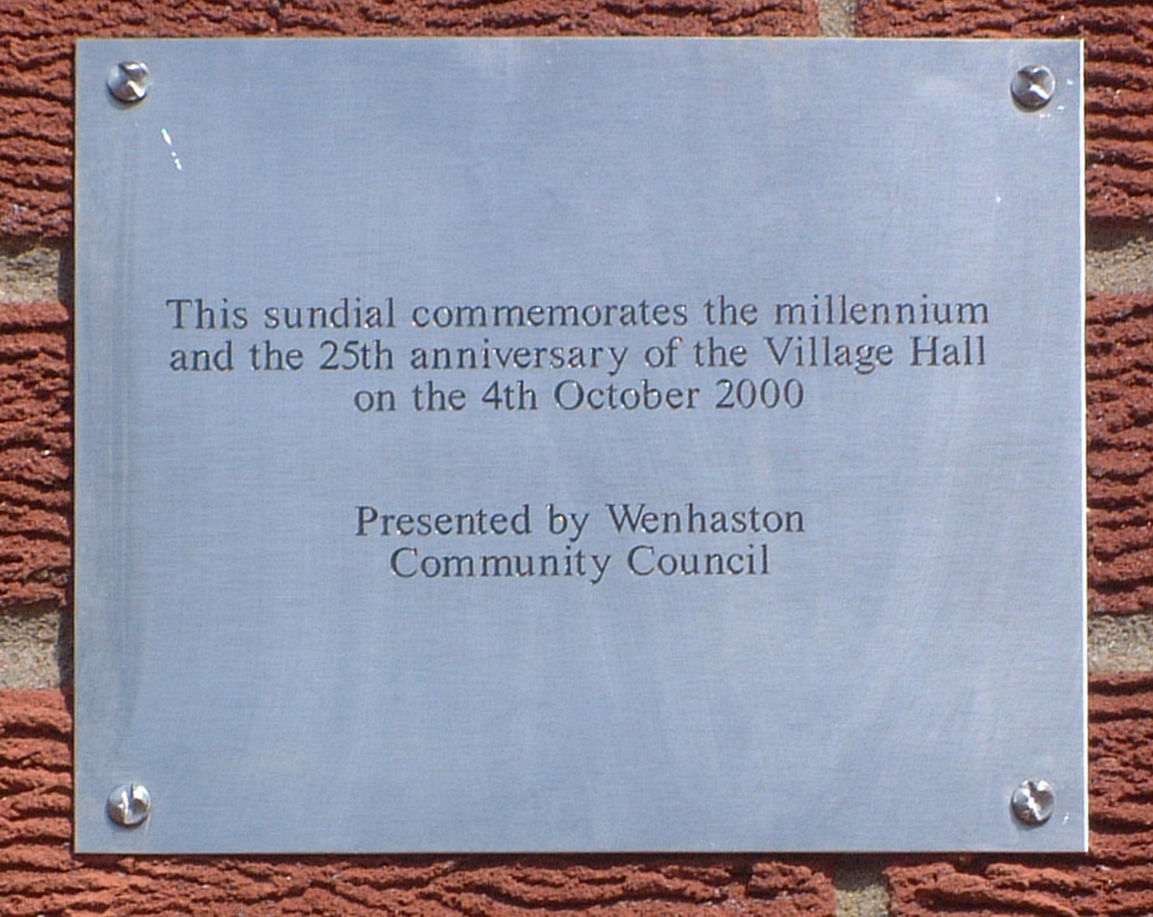 This sundial commemorates the millennium
and the 25th anniversary of the Village Hall
on the 4th October 2000
Presented by Wenhaston
Community Council